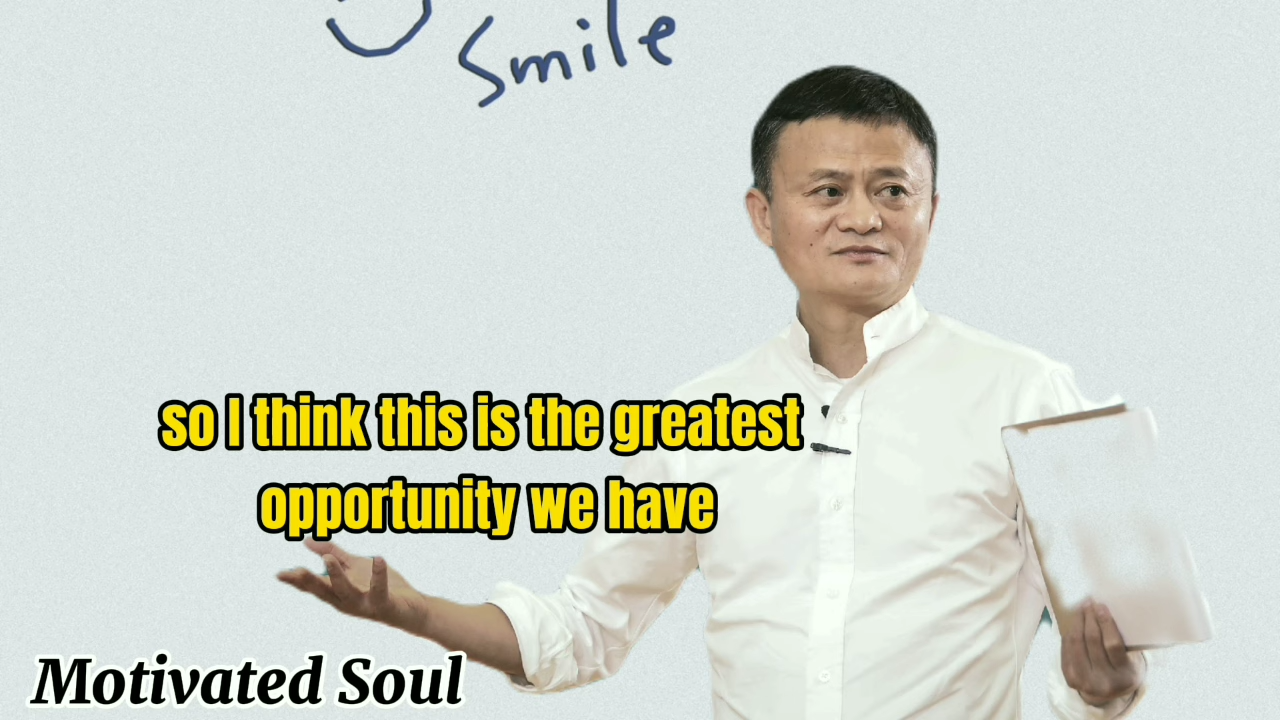 Smile
so I think this is the greatest
opportunity we have
Motivated Soul